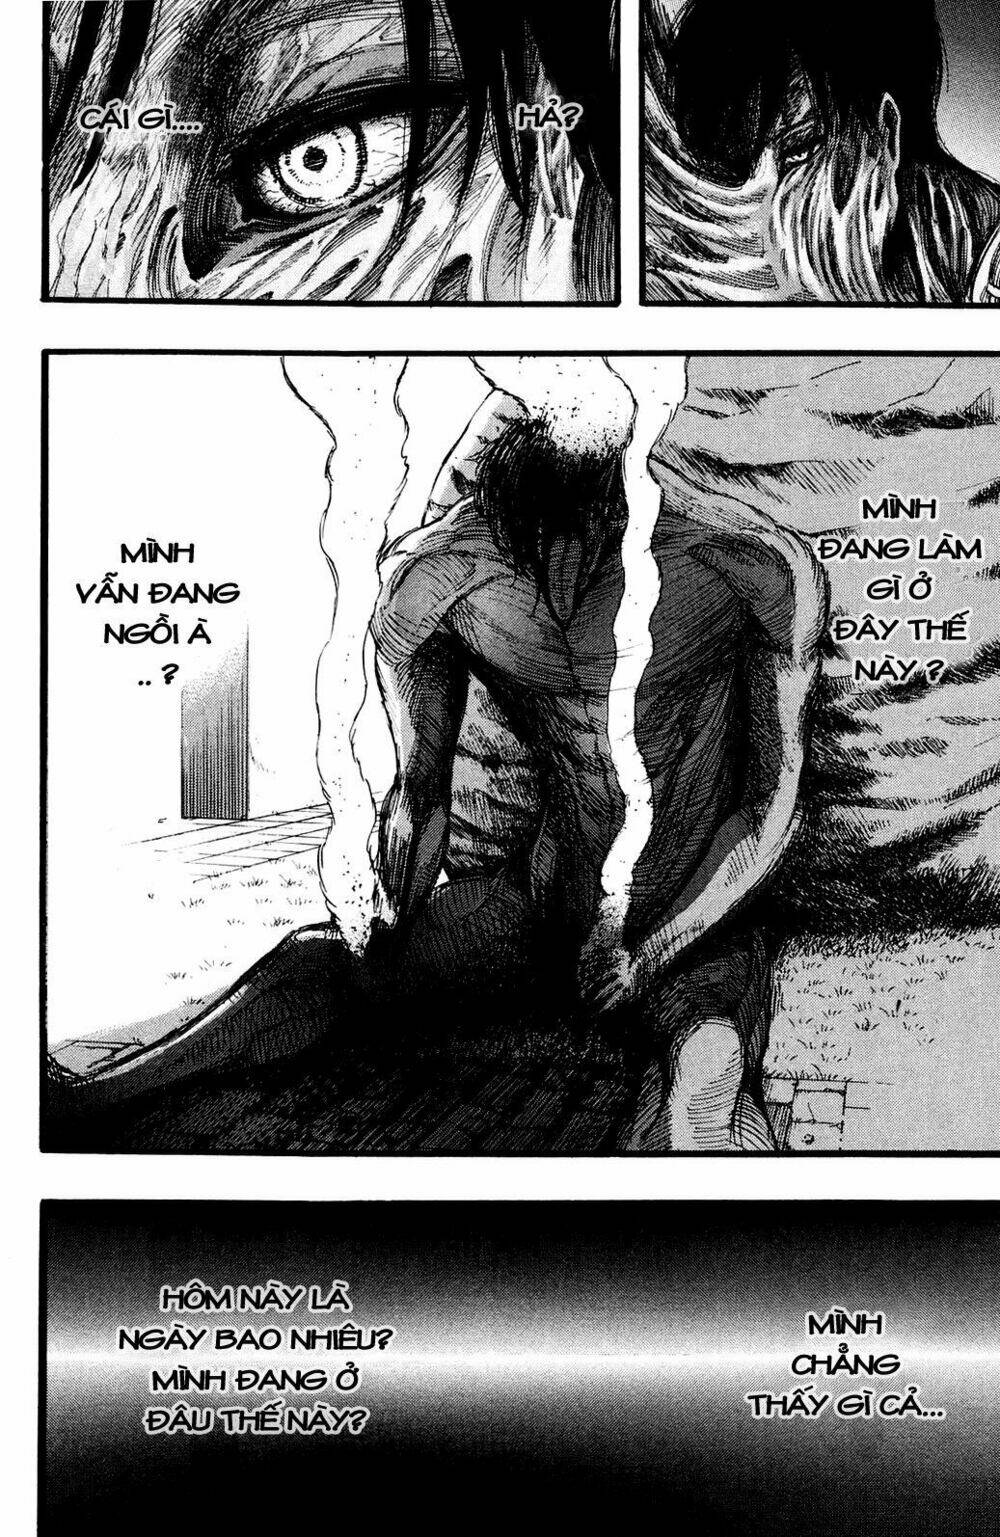 HẢ?
CÁI GÌ....
MÌNH
ĐANG LÀM
GÌ Ở
ĐÂY THẾ
NÀY ?
MÌNH
VẪN ĐANG
NGỒI À
.. ?
MÌNH
CHẲNG
THẤY GÌ CẢ...
HÔM NÀY LÀ
NGÀY BAO NHIÊU?
MÌNH ĐANG Ở
ĐÂU THẾ NÀY?